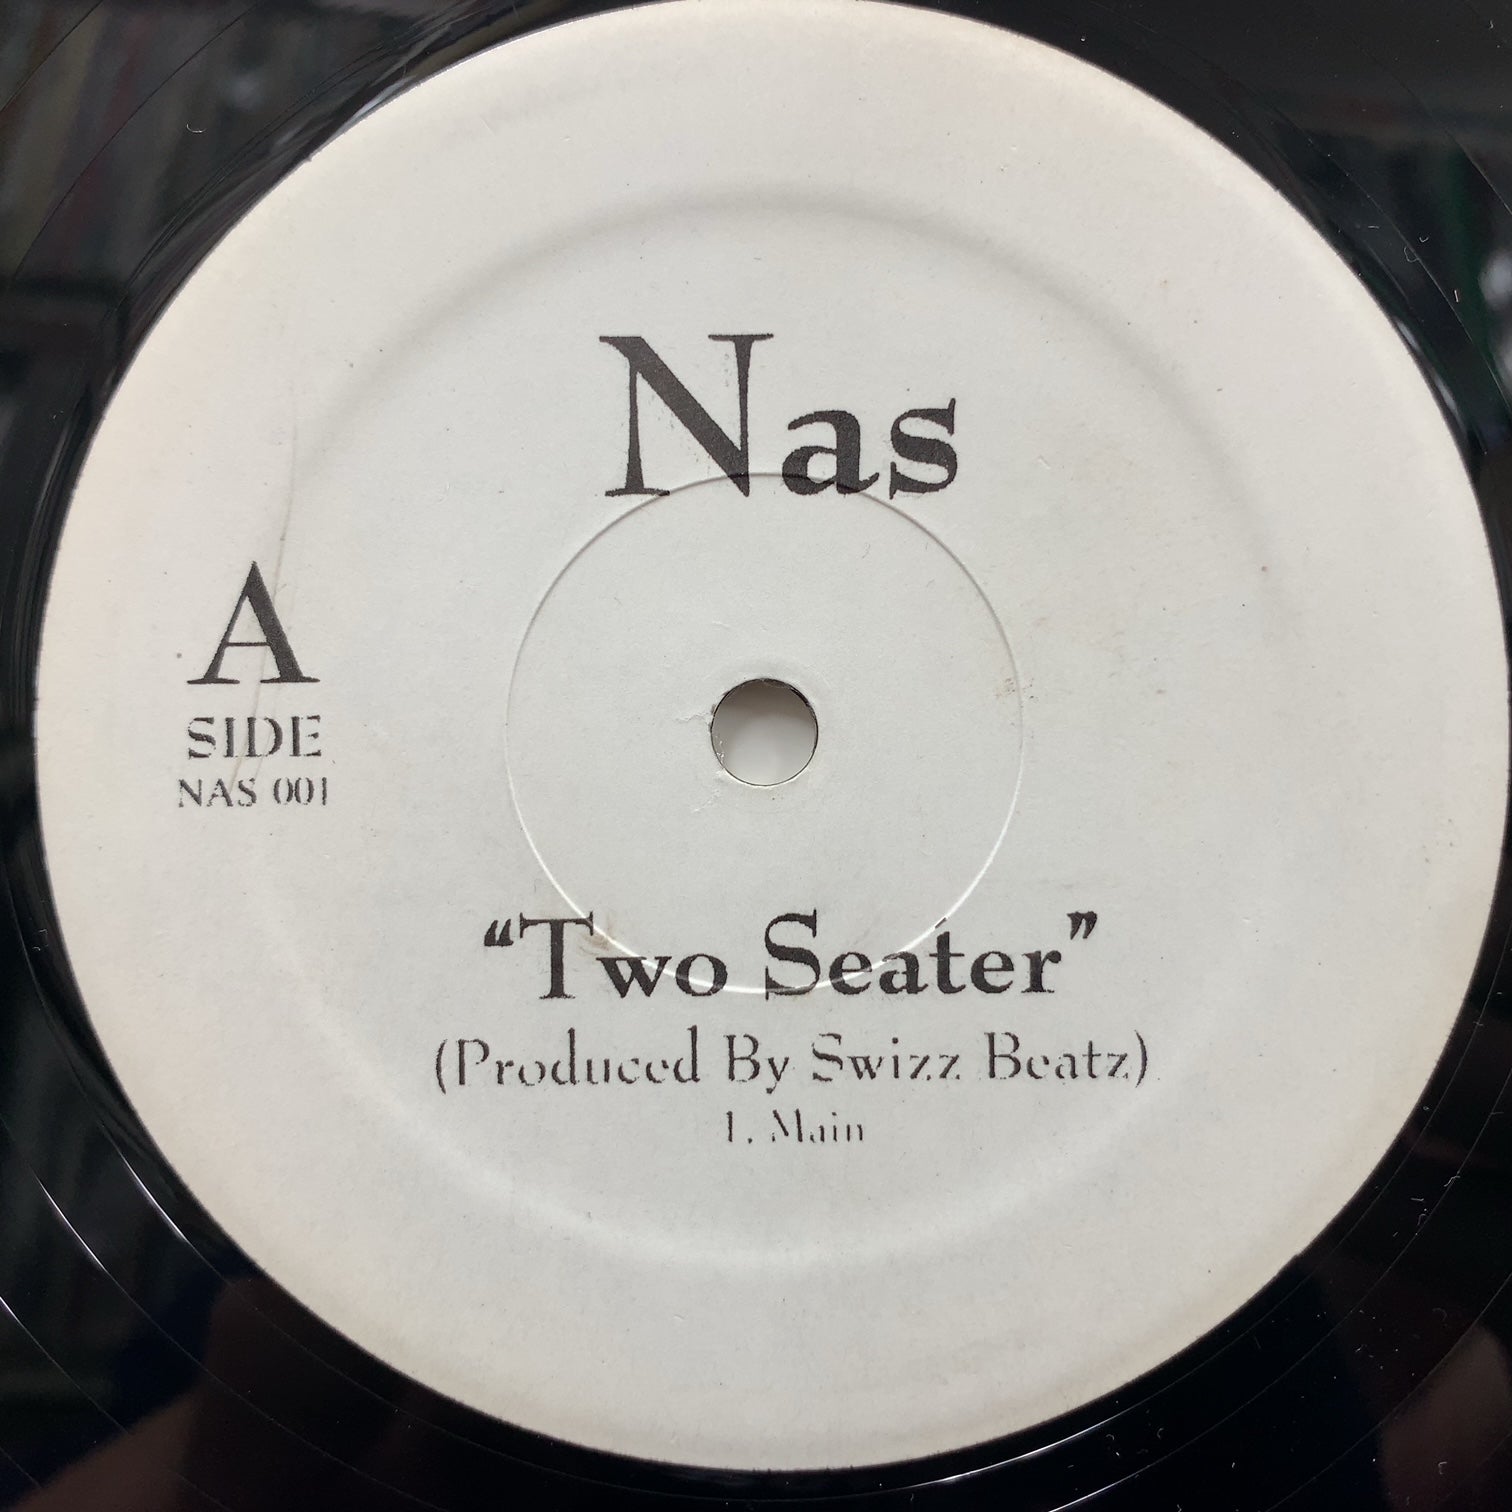 Nas
A
SIDE
NAS 001
“Two Seater”
(Produced By Swizz Beatz)
1. Main